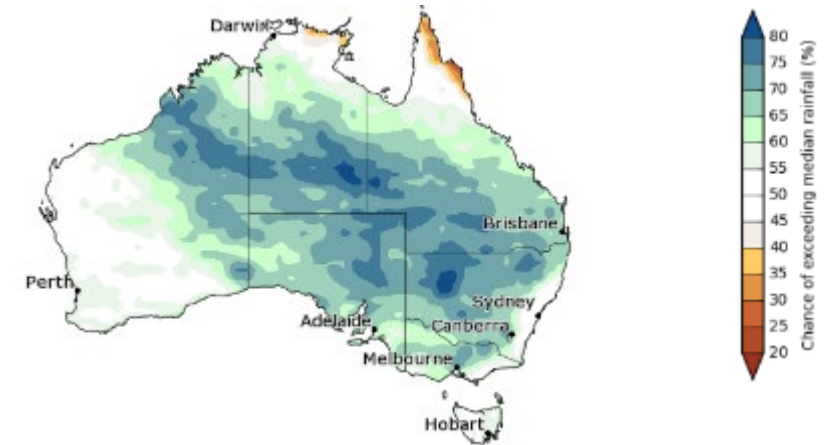 Darwin
Brisbane
Perth
Sydney
Adelaide
Canberra
Melbourne
Hobart
80
75
70
65
60
55
50
45
40
35
30
25
20
Chance of exceeding median rainfall (%)